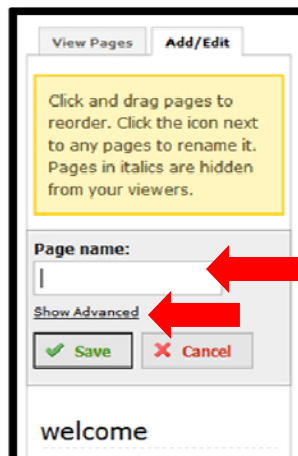 View Pages Add/Edit
Click and drag pages to
reorder. Click the icon next
to any pages to rename it.
Pages in italics are hidden
from your viewers.
Page name:
Show Advanced
Save Cancel
welcome